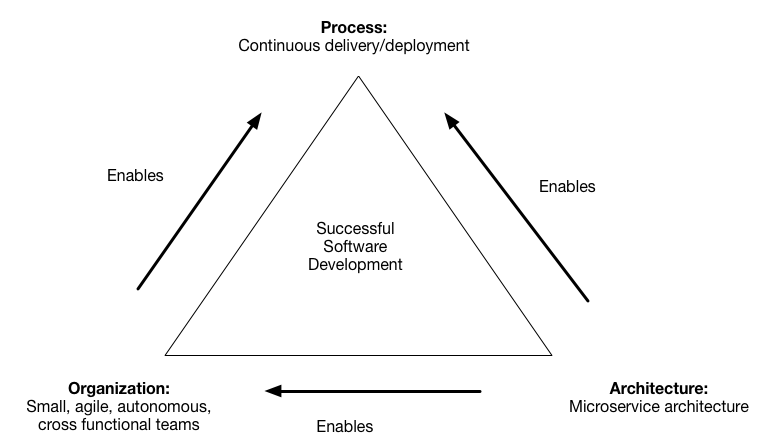 Process:
Continuous delivery/deployment
Enables
Enables
Successful
Software
Development
Organization:
Small, agile, autonomous,
cross functional teams
Enables
Architecture:
Microservice architecture